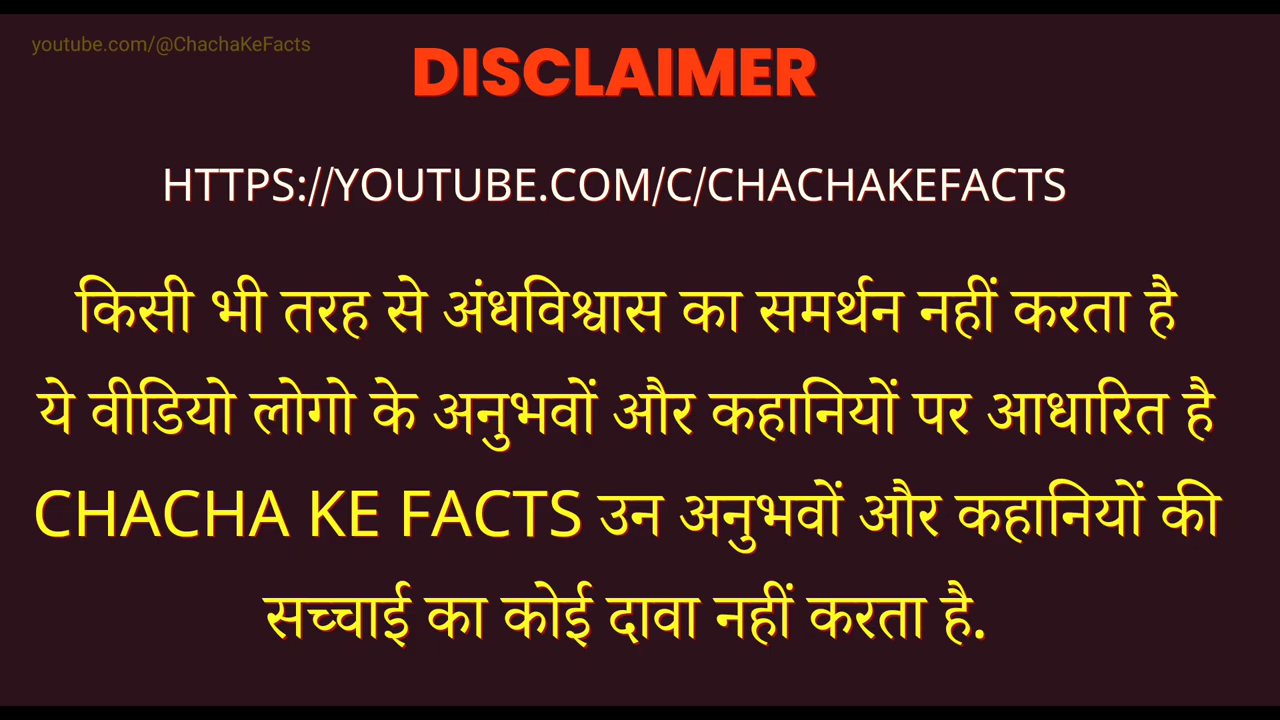 youtube.com/@ChachaKeFacts
DISCLAIMER
HTTPS://YOUTUBE.COM/C/CHACHAKEFACTS
किसी भी तरह से अंधविश्वास का समर्थन नहीं करता है
ये वीडियो लोगो के अनुभवों और कहानियों पर आधारित है
CHACHA KE FACTS उन अनुभवों और कहानियों की
सच्चाई का कोई दावा नहीं करता है.